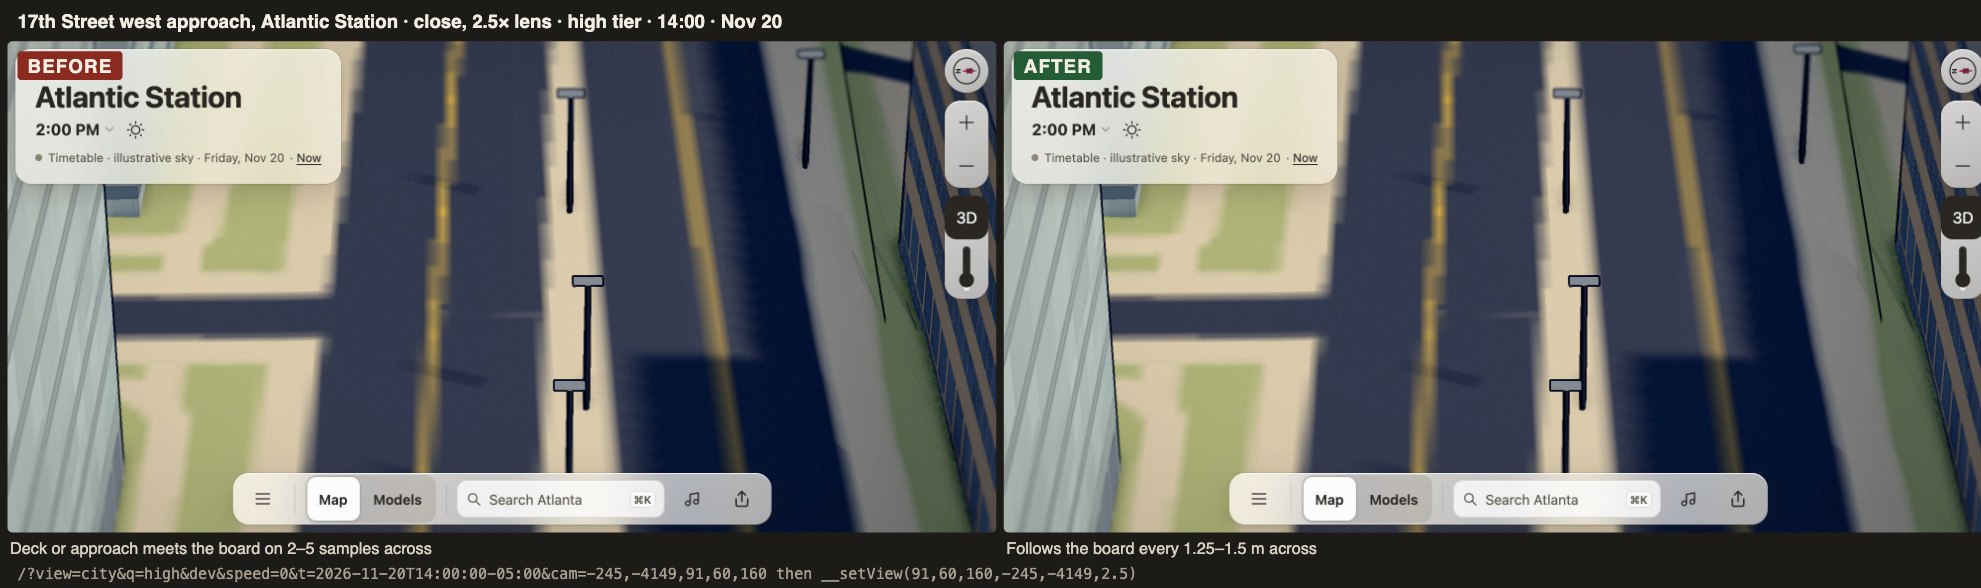 17th Street west approach, Atlantic Station · close, 2.5× lens · high tier · 14:00 · Nov 20
BEFORE
Atlantic Station
2:00 PM
Timetable · illustrative sky · Friday, Nov 20 · Now
Z
+
−
3D
Map
Models
Search Atlanta
⌘K
AFTER
Atlantic Station
2:00 PM
Timetable · illustrative sky · Friday, Nov 20 · Now
Z
+
−
3D
Map
Models
Search Atlanta
⌘K
Deck or approach meets the board on 2–5 samples across
Follows the board every 1.25–1.5 m across
/?view=city&q=high&dev&speed=0&t=2026-11-20T14:00:00-05:00&cam=-245,-4149,91,60,160 then __setView(91,60,160,-245,-4149,2.5)